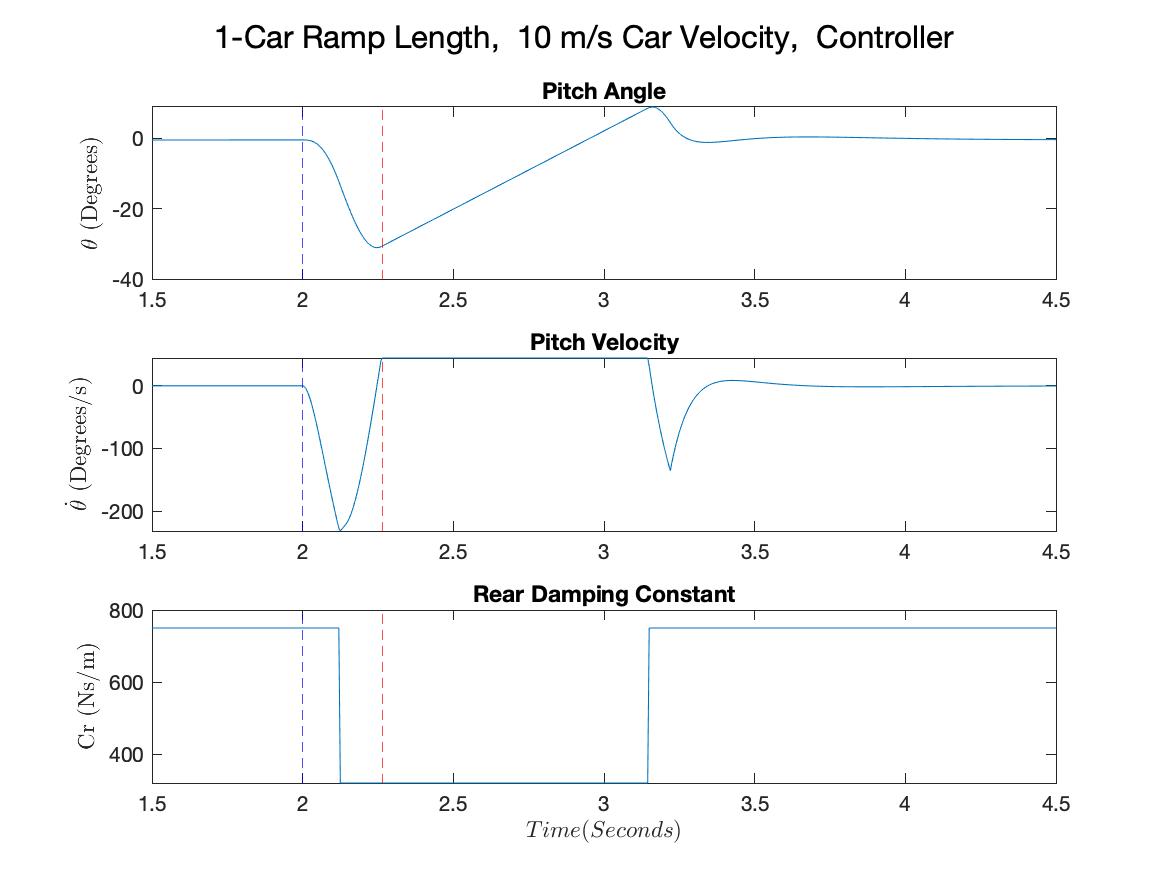 1-Car Ramp Length,  10 m/s Car Velocity,  Controller
Pitch Angle
θ (Degrees)
0
-20
-40
1.5 2 2.5 3 3.5 4 4.5
Pitch Velocity
θ̇ (Degrees/s)
0
-100
-200
1.5 2 2.5 3 3.5 4 4.5
Rear Damping Constant
Cr (Ns/m)
800
600
400
1.5 2 2.5 3 3.5 4 4.5
Time(Seconds)